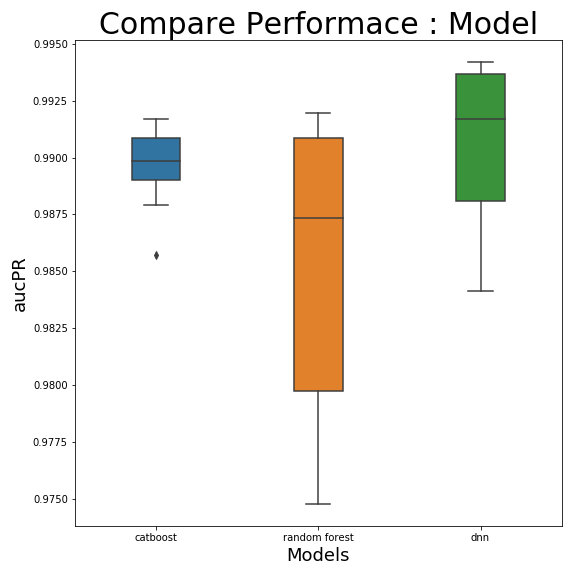 Compare Performace : Model
0.9950
0.9925
0.9900
0.9875
0.9850
0.9825
0.9800
0.9775
0.9750
aucPR
catboost
random forest
dnn
Models